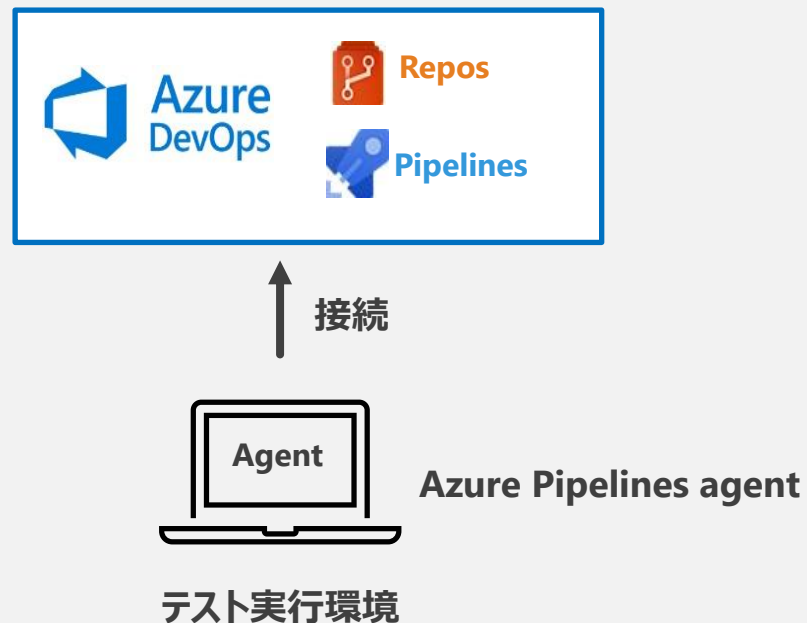 Azure
DevOps
Repos
Pipelines
接続
Agent
Azure Pipelines agent
テスト実行環境